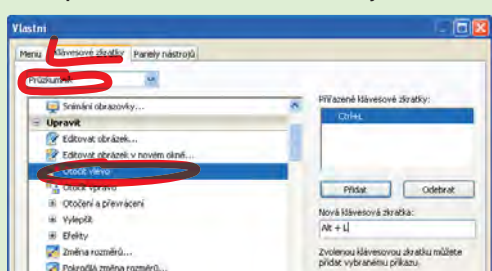 Vlastní
Menu Klávesové zkratky Panely nástrojů
Průzkumník
Snímání obrazovky...
Upravit
Editovat obrázek...
Editovat obrázek v novém okně...
Otočit vlevo
Otočit vpravo
Otočení a převrácení
Vylepšit
Efekty
Změna rozměrů...
Pokročilá změna rozměrů...
Přiřazené klávesové zkratky:
Ctrl+L
Přidat Odebrat
Nová klávesová zkratka:
Alt + L
Zvolenou klávesovou zkratku můžete
přidat vybranému příkazu.